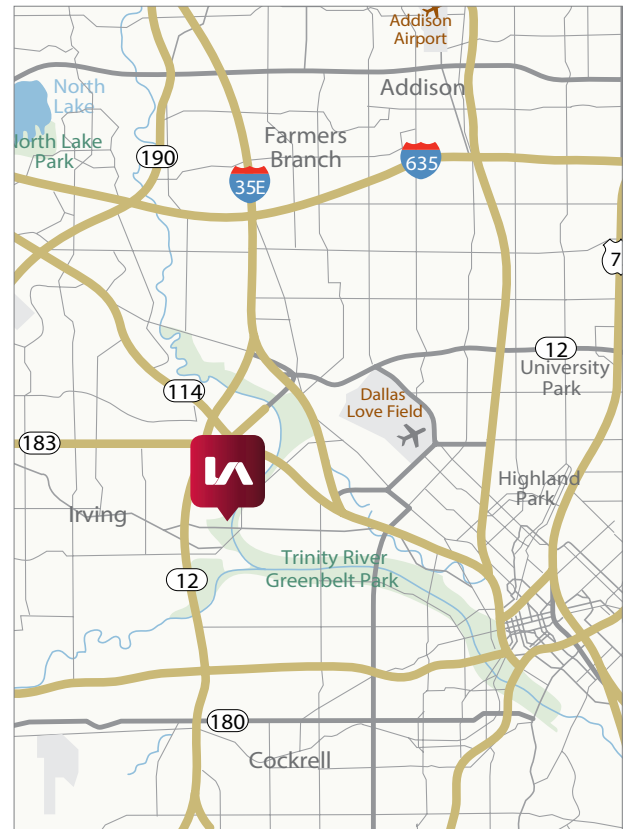 Addison
Airport
North
Lake
Addison
orth Lake
Park
Farmers
Branch
190
635
35E
7
12
University
Park
114
Dallas
Love Field
183
Highland
Park
Irving
Trinity River
Greenbelt Park
12
180
Cockrell